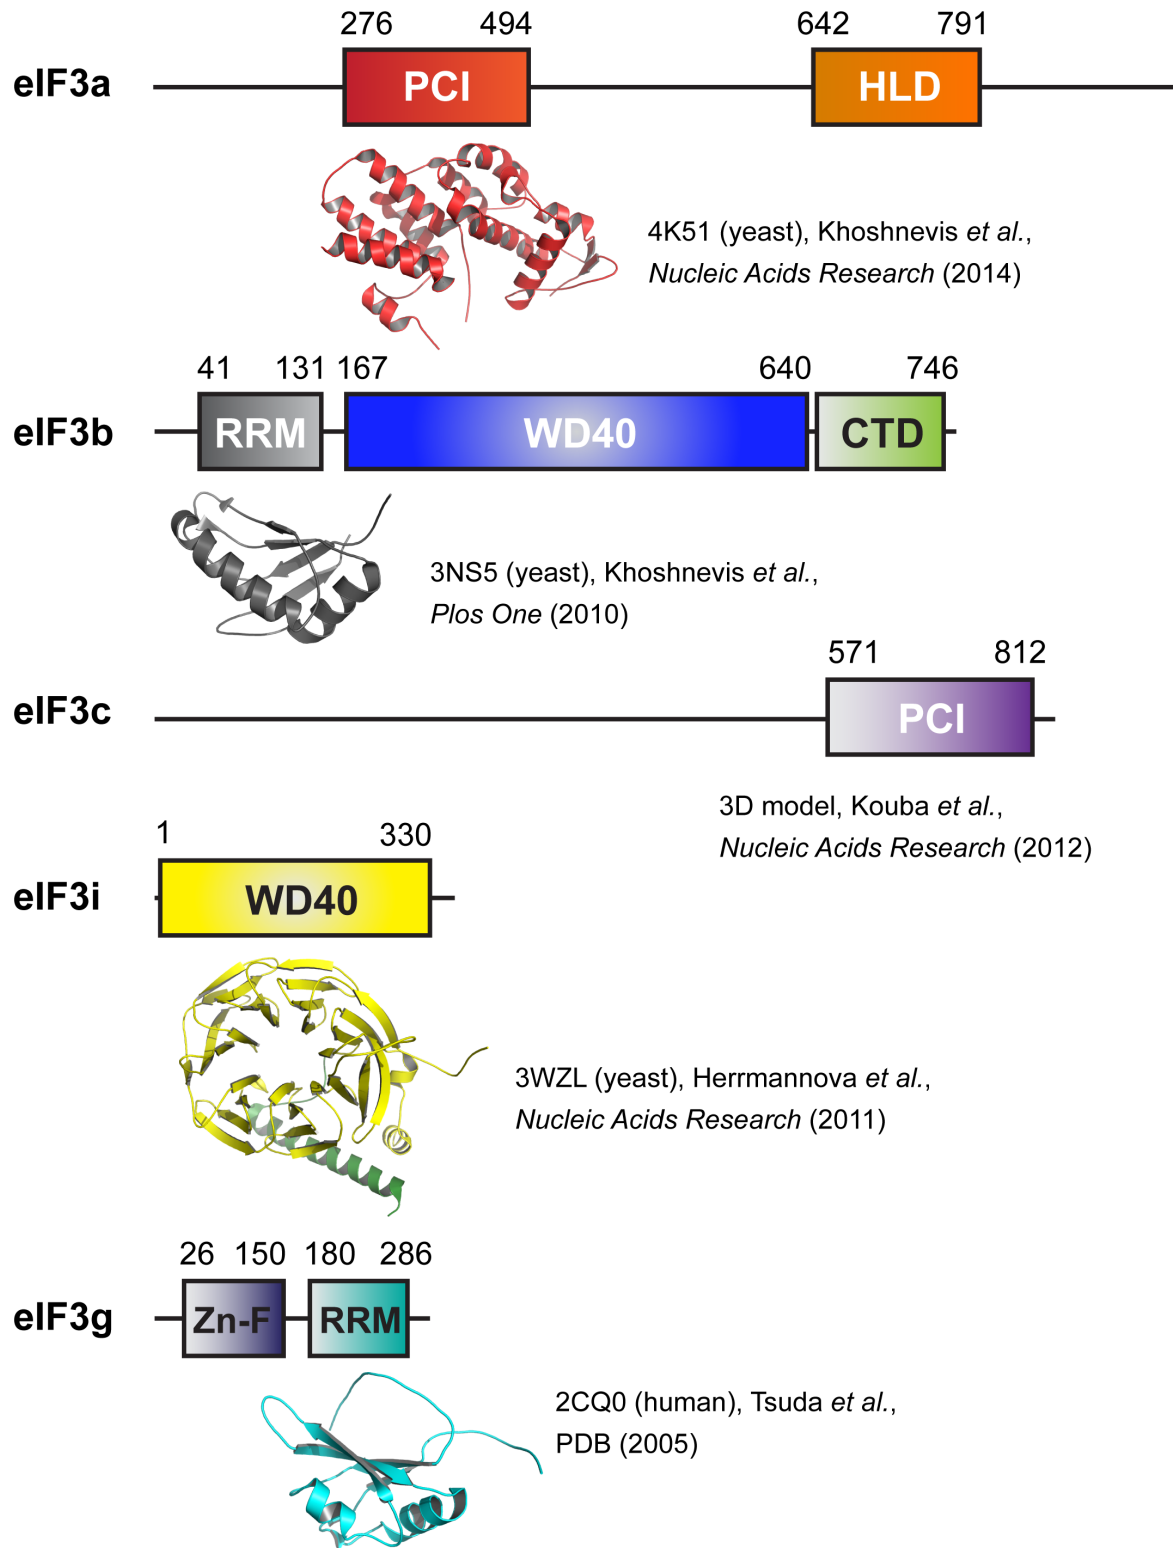 276 494 642 791
eIF3a PCI HLD
4K51 (yeast), Khoshnevis et al.,
Nucleic Acids Research (2014)
41 131 167 640 746
eIF3b RRM WD40 CTD
3NS5 (yeast), Khoshnevis et al.,
Plos One (2010)
571 812
eIF3c PCI
3D model, Kouba et al.,
Nucleic Acids Research (2012)
1 330
eIF3i WD40
3WZL (yeast), Herrmannova et al.,
Nucleic Acids Research (2011)
26 150 180 286
eIF3g Zn-F RRM
2CQ0 (human), Tsuda et al.,
PDB (2005)